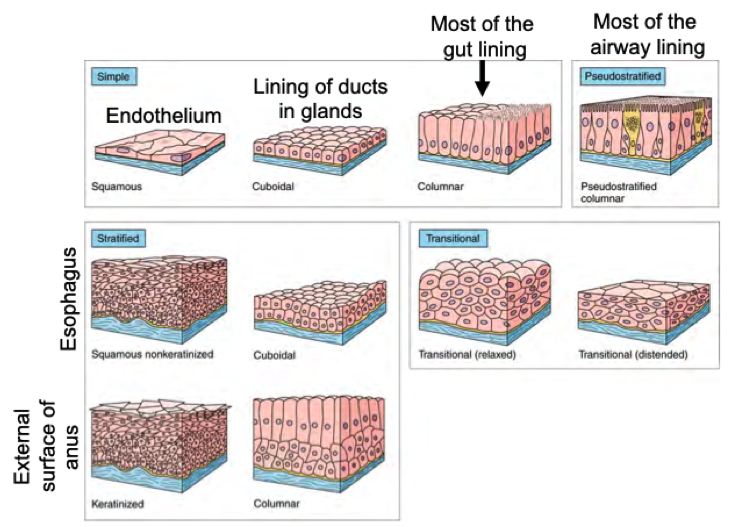 Most of the
gut lining
Most of the
airway lining
Simple
Endothelium
Lining of ducts
in glands
Squamous
Cuboidal
Columnar
Pseudostratified
Pseudostratified
columnar
Esophagus
Stratified
Squamous nonkeratinized
Cuboidal
Transitional
Transitional (relaxed)
Transitional (distended)
External
surface of
anus
Keratinized
Columnar